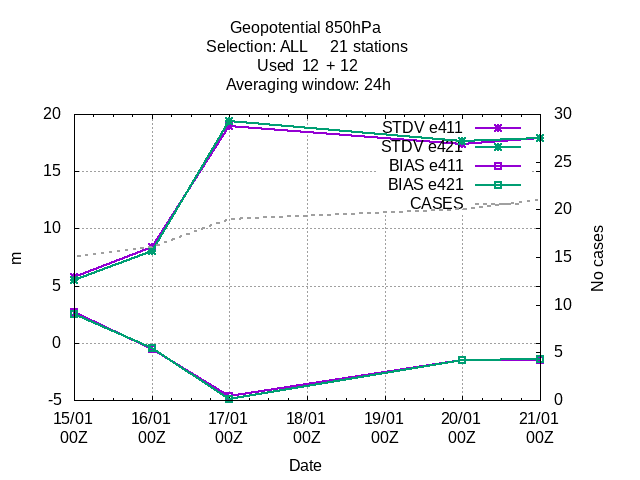 Geopotential 850hPa
Selection: ALL 21 stations
Used 12 + 12
Averaging window: 24h
20
15
10
5
0
-5
m
30
25
20
15
10
5
0
No cases
STDV e411
STDV e421
BIAS e411
BIAS e421
CASES
15/01 16/01 17/01 18/01 19/01 20/01 21/01
00Z 00Z 00Z 00Z 00Z 00Z 00Z
Date